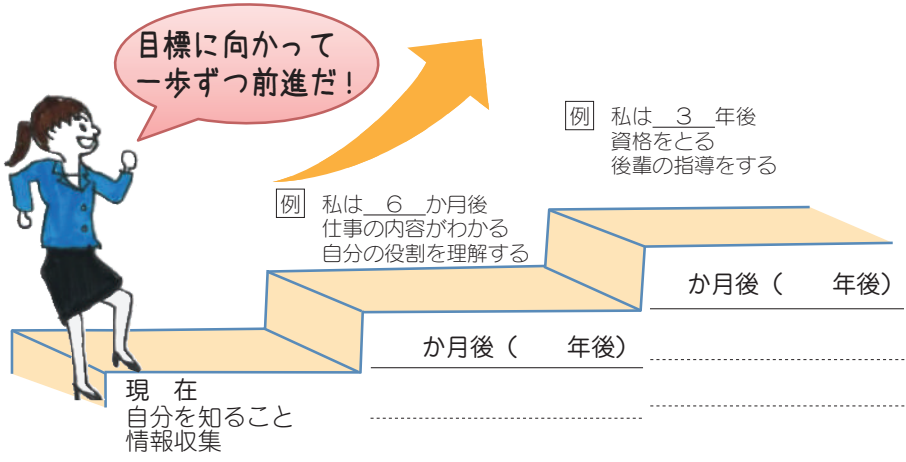 目標に向かって
一歩ずつ前進だ!
例 私は 3 年後
資格をとる
後輩の指導をする
例 私は 6 か月後
仕事の内容がわかる
自分の役割を理解する
か月後( 年後)
か月後( 年後)
現 在
自分を知ること
情報収集